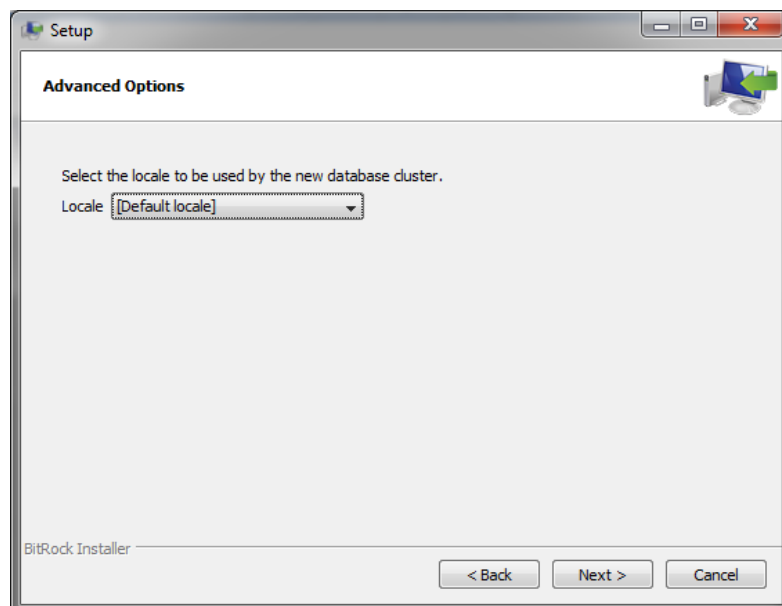 Setup
Advanced Options
Select the locale to be used by the new database cluster.
Locale [Default locale]
BitRock Installer
< Back Next > Cancel